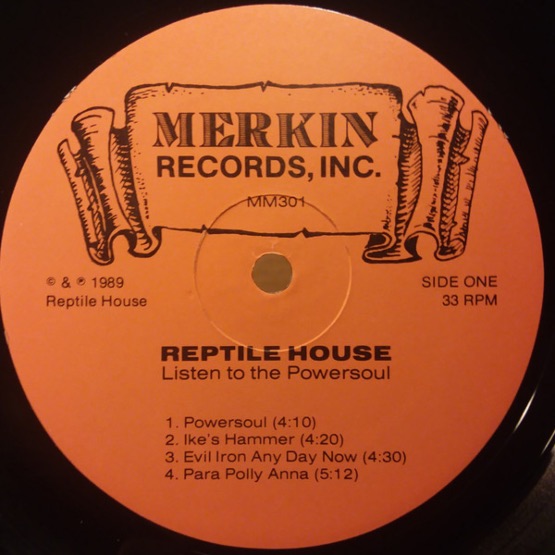 MERKIN
RECORDS, INC.
MM301
© & ℗ 1989
Reptile House
SIDE ONE
33 RPM
REPTILE HOUSE
Listen to the Powersoul
1. Powersoul (4:10)
2. Ike's Hammer (4:20)
3. Evil Iron Any Day Now (4:30)
4. Para Polly Anna (5:12)